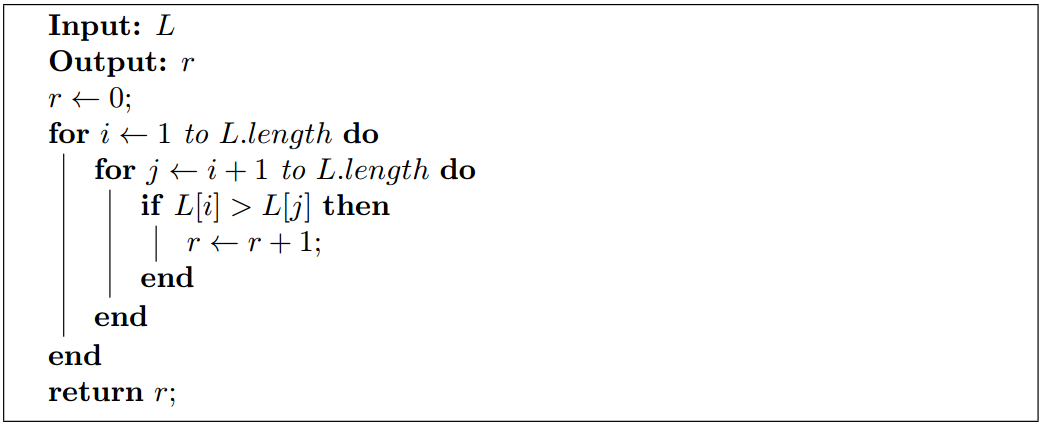 Input: L
Output: r
r ← 0;
for i ← 1 to L.length do
for j ← i + 1 to L.length do
if L[i] > L[j] then
r ← r + 1;
end
end
end
return r;